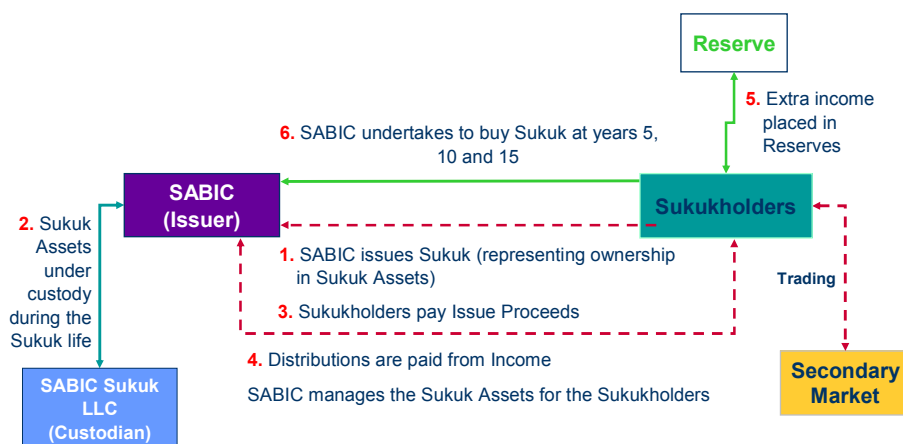 Reserve
5. Extra income
placed in
Reserves
6. SABIC undertakes to buy Sukuk at years 5,
10 and 15
SABIC
(Issuer)
Sukukholders
2. Sukuk
Assets
under
custody
during the
Sukuk life
1. SABIC issues Sukuk (representing ownership
in Sukuk Assets)
Trading
3. Sukukholders pay Issue Proceeds
4. Distributions are paid from Income
SABIC manages the Sukuk Assets for the Sukukholders
SABIC Sukuk
LLC
(Custodian)
Secondary
Market